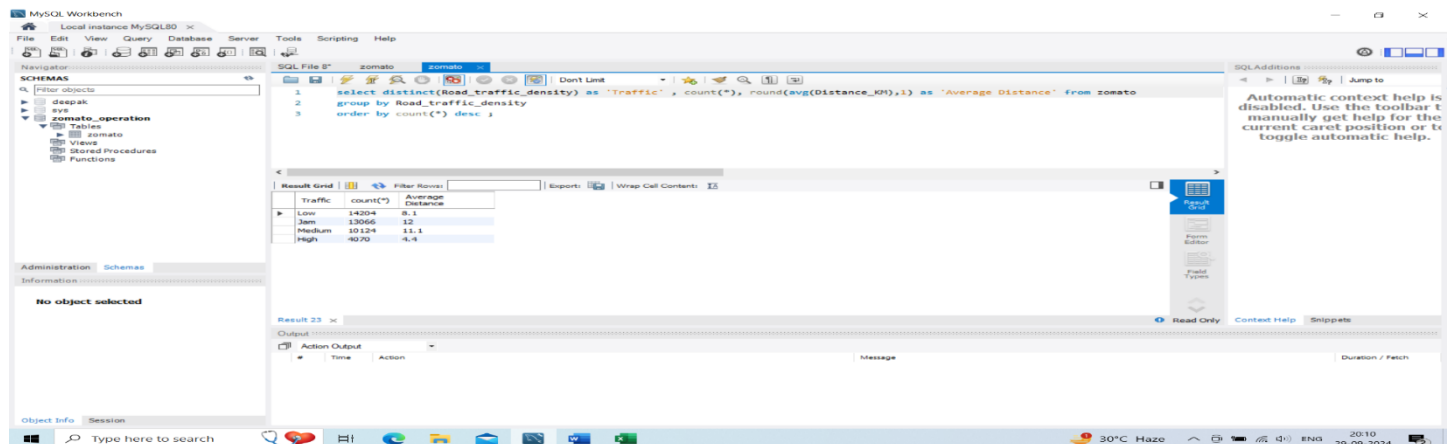 MySQL Workbench
Local instance MySQL80
File Edit View Query Database Server Tools Scripting Help
Navigator
SCHEMAS
Filter objects
deepak
sys
zomato_operation
Tables
zomato
Views
Stored Procedures
Functions
Administration Schemas
Information
No object selected
Object Info Session
SQL File 8* zomato zomato
Don't Limit
1 select distinct(Road_traffic_density) as 'Traffic' , count(*), round(avg(Distance_KM),1) as 'Average Distance' from zomato
2 group by Road_traffic_density
3 order by count(*) desc ;
Result Grid Filter Rows: Export: Wrap Cell Content:
Traffic count(*) Average Distance
Low 14204 8.1
Jam 13066 12
Medium 10124 11.1
High 4070 4.4
Result Grid
Form Editor
Field Types
Result 23 Read Only
Output
Action Output
# Time Action Message Duration / Fetch
SQLAdditions
Jump to
Automatic context help is
disabled. Use the toolbar t
manually get help for the
current caret position or to
toggle automatic help.
Context Help Snippets
Type here to search
30°C Haze ENG 20:10
29-09-2024